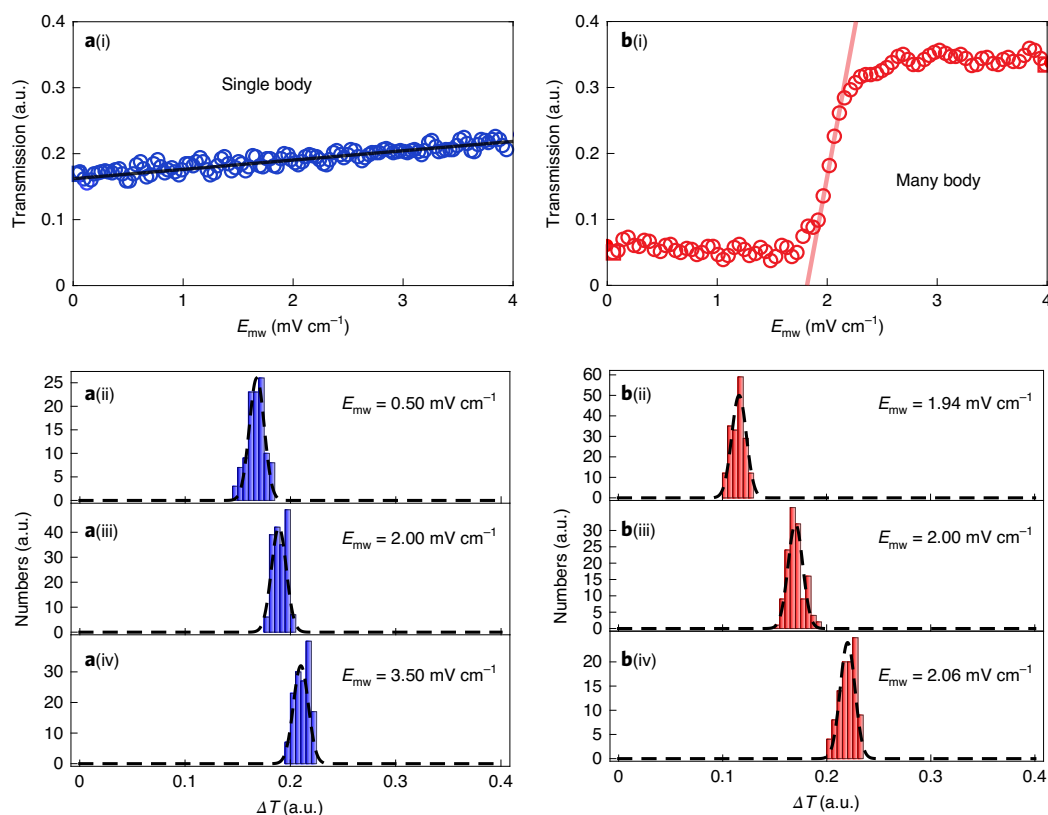 a(i)
Single body
Transmission (a.u.)
0.4
0.3
0.2
0.1
0
0 1 2 3 4
E_mw (mV cm⁻¹)
b(i)
Many body
Transmission (a.u.)
0.4
0.3
0.2
0.1
0
0 1 2 3 4
E_mw (mV cm⁻¹)
a(ii)
E_mw = 0.50 mV cm⁻¹
25
20
15
10
5
0
a(iii)
E_mw = 2.00 mV cm⁻¹
40
30
20
10
0
a(iv)
E_mw = 3.50 mV cm⁻¹
30
20
10
0
Numbers (a.u.)
0 0.1 0.2 0.3 0.4
ΔT (a.u.)
b(ii)
E_mw = 1.94 mV cm⁻¹
60
50
40
30
20
10
0
b(iii)
E_mw = 2.00 mV cm⁻¹
30
20
10
0
b(iv)
E_mw = 2.06 mV cm⁻¹
20
10
0
Numbers (a.u.)
0 0.1 0.2 0.3 0.4
ΔT (a.u.)